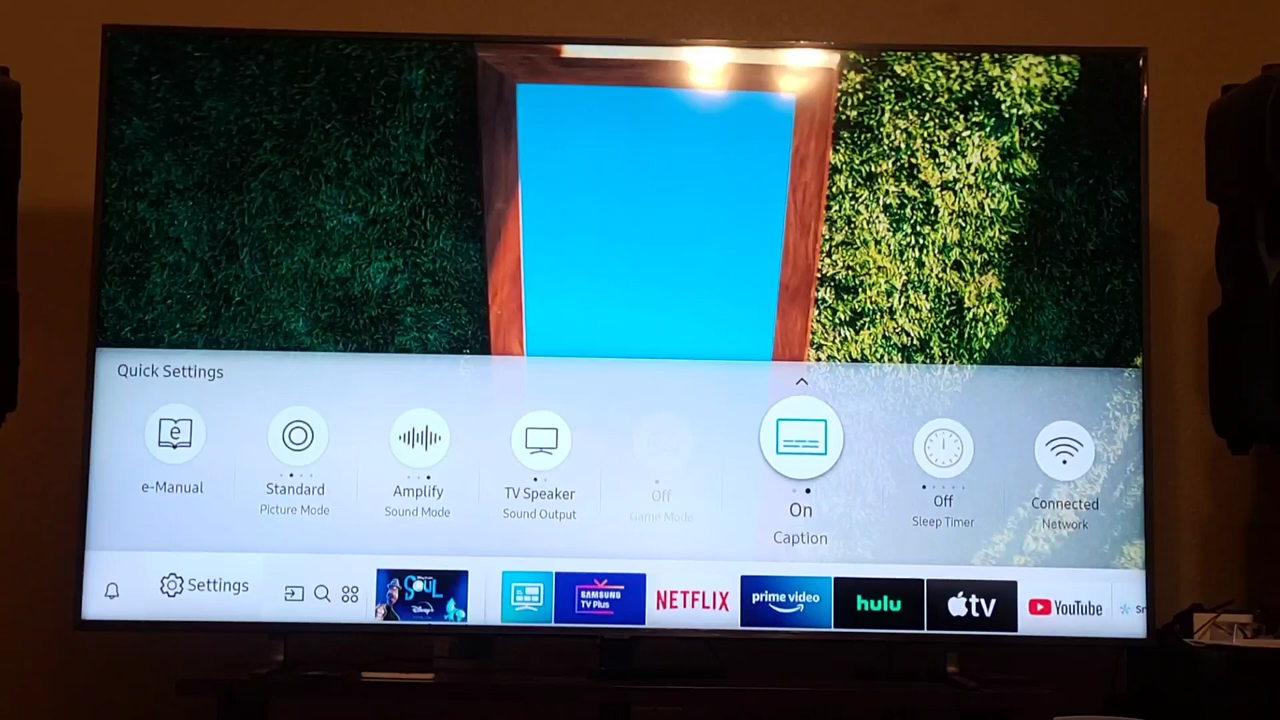 Quick Settings
e-Manual
Standard
Picture Mode
Amplify
Sound Mode
TV Speaker
Sound Output
Off
Game Mode
On
Caption
Off
Sleep Timer
Connected
Network
Settings
SOUL
Disney+
SAMSUNG
TV Plus
NETFLIX
prime video
hulu
tv
YouTube